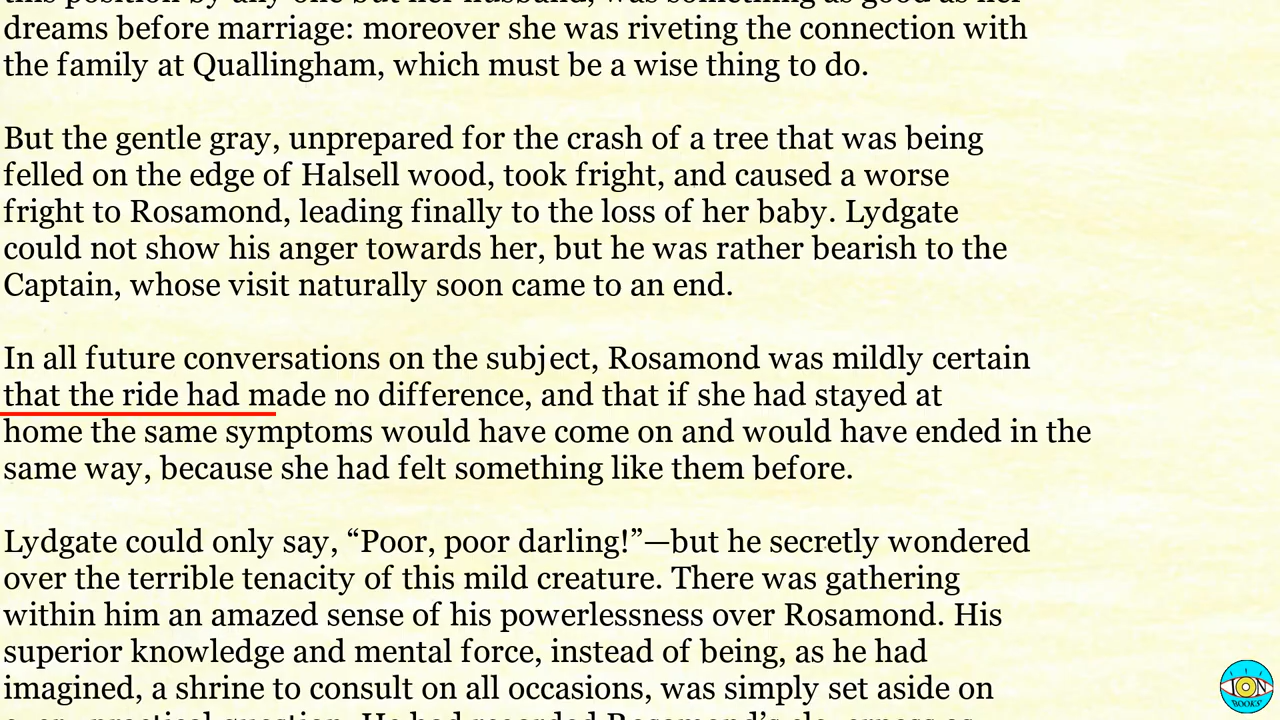 dreams before marriage: moreover she was riveting the connection with
the family at Quallingham, which must be a wise thing to do.
But the gentle gray, unprepared for the crash of a tree that was being
felled on the edge of Halsell wood, took fright, and caused a worse
fright to Rosamond, leading finally to the loss of her baby. Lydgate
could not show his anger towards her, but he was rather bearish to the
Captain, whose visit naturally soon came to an end.
In all future conversations on the subject, Rosamond was mildly certain
that the ride had made no difference, and that if she had stayed at
home the same symptoms would have come on and would have ended in the
same way, because she had felt something like them before.
Lydgate could only say, “Poor, poor darling!”—but he secretly wondered
over the terrible tenacity of this mild creature. There was gathering
within him an amazed sense of his powerlessness over Rosamond. His
superior knowledge and mental force, instead of being, as he had
imagined, a shrine to consult on all occasions, was simply set aside on
ION
BOOKS